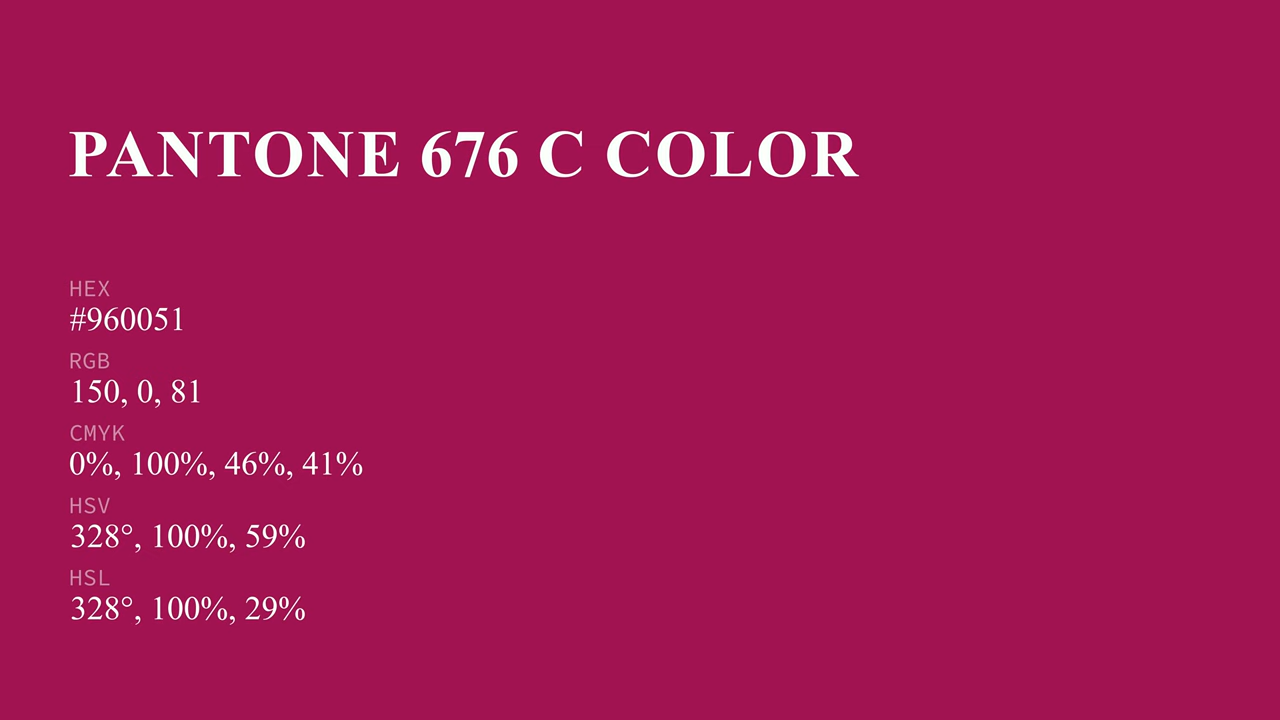 PANTONE 676 C COLOR
HEX
#960051
RGB
150, 0, 81
CMYK
0%, 100%, 46%, 41%
HSV
328°, 100%, 59%
HSL
328°, 100%, 29%